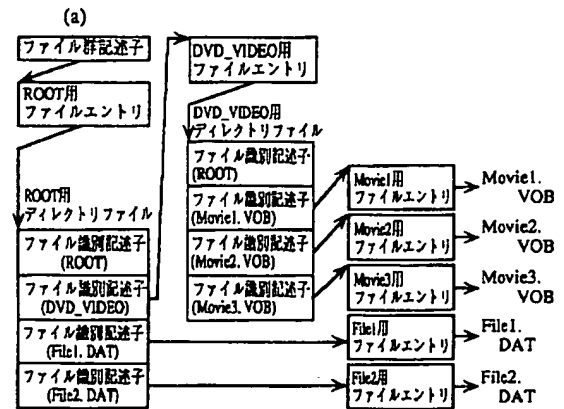 (a)
ファイル群記述子
ROOT用
ファイルエントリ
ROOT用
ディレクトリファイル
ファイル識別記述子
(ROOT)
ファイル識別記述子
(DVD_VIDEO)
ファイル識別記述子
(File1. DAT)
ファイル識別記述子
(File2. DAT)
DVD_VIDEO用
ファイルエントリ
DVD_VIDEO用
ディレクトリファイル
ファイル識別記述子
(ROOT)
ファイル識別記述子
(Movie1. VOB)
ファイル識別記述子
(Movie2. VOB)
ファイル識別記述子
(Movie3. VOB)
Movie1用
ファイルエントリ
Movie1.
VOB
Movie2用
ファイルエントリ
Movie2.
VOB
Movie3用
ファイルエントリ
Movie3.
VOB
File1用
ファイルエントリ
File1.
DAT
File2用
ファイルエントリ
File2.
DAT